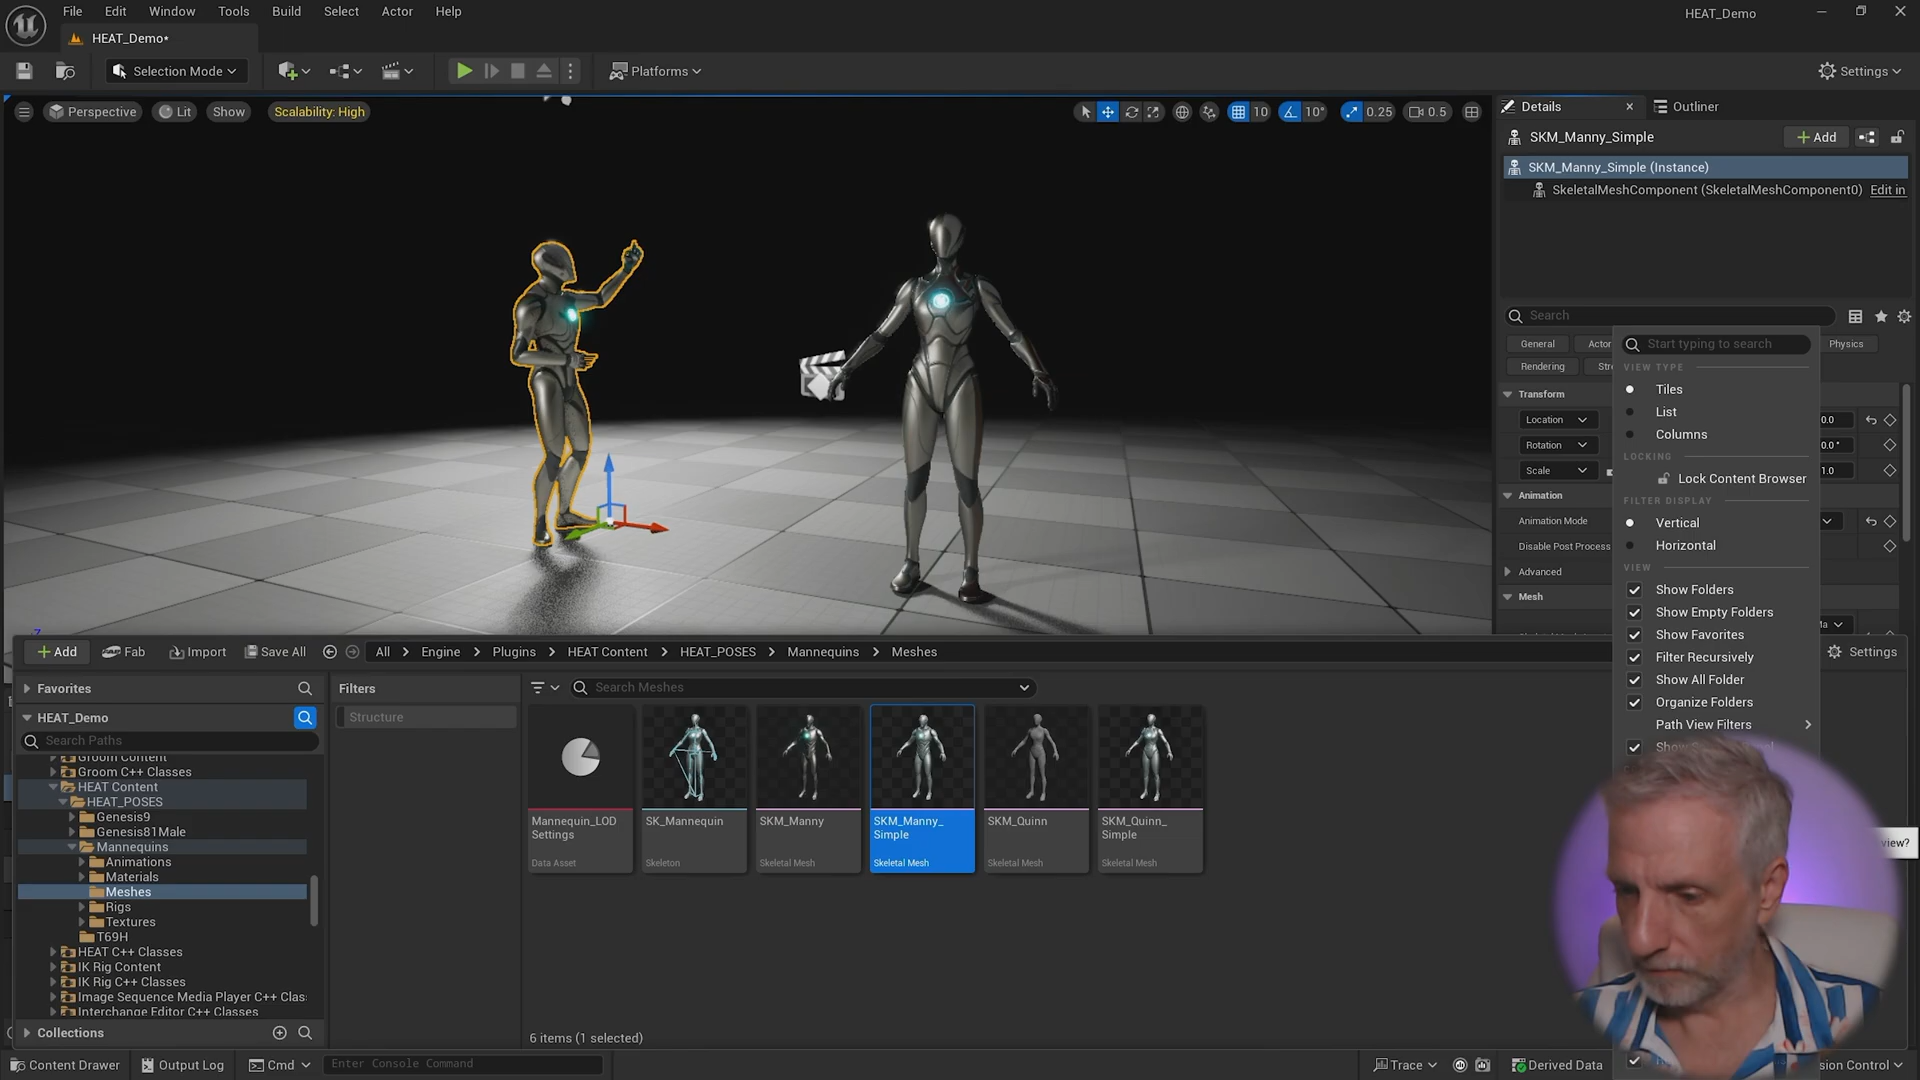 File Edit Window Tools Build Select Actor Help
HEAT_Demo
HEAT_Demo•
Selection Mode
Platforms
Settings
Perspective
Lit
Show
Scalability: High
10
10°
0.25
0.5
Details
Outliner
SKM_Manny_Simple
Add
SKM_Manny_Simple (Instance)
SkeletalMeshComponent (SkeletalMeshComponent0) Edit in
Search
General
Actor
Physics
Rendering
Transform
Location
0.0
Rotation
0.0°
Scale
1.0
Animation
Animation Mode
Disable Post Process
Advanced
Mesh
Start typing to search
VIEW TYPE
Tiles
List
Columns
LOCKING
Lock Content Browser
FILTER DISPLAY
Vertical
Horizontal
VIEW
Show Folders
Show Empty Folders
Show Favorites
Filter Recursively
Show All Folder
Organize Folders
Path View Filters
Show
view?
Add
Fab
Import
Save All
All
Engine
Plugins
HEAT Content
HEAT_POSES
Mannequins
Meshes
Settings
Favorites
HEAT_Demo
Search Paths
Groom Content
Groom C++ Classes
HEAT Content
HEAT_POSES
Genesis9
Genesis81Male
Mannequins
Animations
Materials
Meshes
Rigs
Textures
T69H
HEAT C++ Classes
IK Rig Content
IK Rig C++ Classes
Image Sequence Media Player C++ Clas
Interchange Editor C++ Classes
Collections
Filters
Structure
Search Meshes
Mannequin_LOD
Settings
Data Asset
SK_Mannequin
Skeleton
SKM_Manny
Skeletal Mesh
SKM_Manny_
Simple
Skeletal Mesh
SKM_Quinn
Skeletal Mesh
SKM_Quinn_
Simple
Skeletal Mesh
6 items (1 selected)
Content Drawer
Output Log
Cmd
Enter Console Command
Trace
Derived Data
sion Control